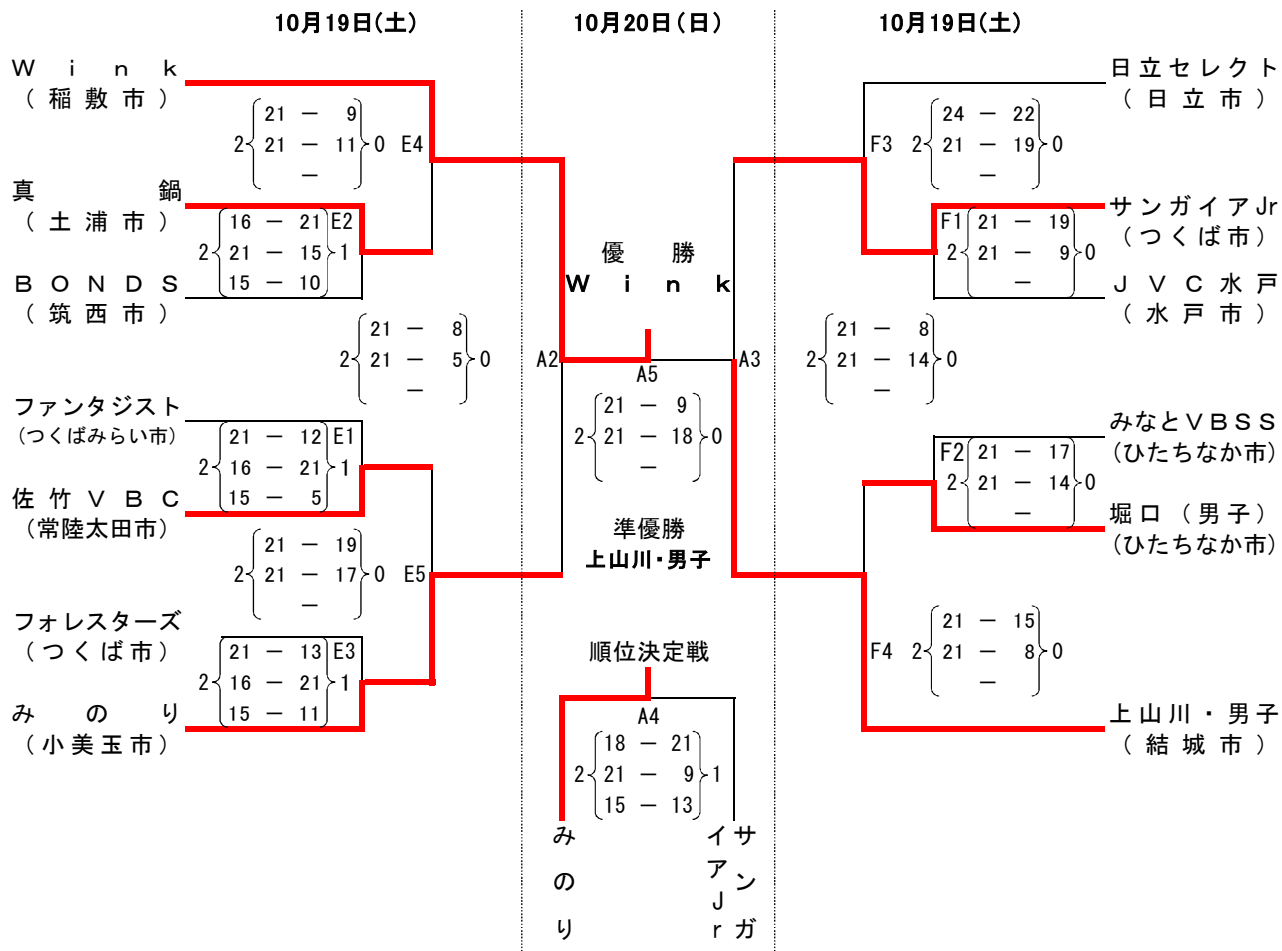 10月19日(土)
10月20日(日)
10月19日(土)
Ｗｉｎｋ
（稲敷市）
21 － 9
2 21 － 11 0 E4
－
真鍋
（土浦市）
16 － 21 E2
2 21 － 15 1
15 － 10
ＢＯＮＤＳ
（筑西市）
21 － 8
2 21 － 5 0
－
ファンタジスト
(つくばみらい市)
21 － 12 E1
2 16 － 21 1
15 － 5
佐竹ＶＢＣ
(常陸太田市)
21 － 19
2 21 － 17 0 E5
－
フォレスターズ
（つくば市）
21 － 13 E3
2 16 － 21 1
15 － 11
みのり
（小美玉市）
優勝
Ｗｉｎｋ
A2
A3
A5
21 － 9
2 21 － 18 0
－
準優勝
上山川・男子
順位決定戦
A4
18 － 21
2 21 － 9 1
15 － 13
みのり
サンガイアJr
日立セレクト
（日立市）
24 － 22
F3 2 21 － 19 0
－
サンガイアJr
(つくば市)
F1 21 － 19
2 21 － 9 0
－
ＪＶＣ水戸
（水戸市）
21 － 8
2 21 － 14 0
－
みなとＶＢＳＳ
(ひたちなか市)
F2 21 － 17
2 21 － 14 0
－
堀口（男子）
(ひたちなか市)
21 － 15
F4 2 21 － 8 0
－
上山川・男子
（結城市）